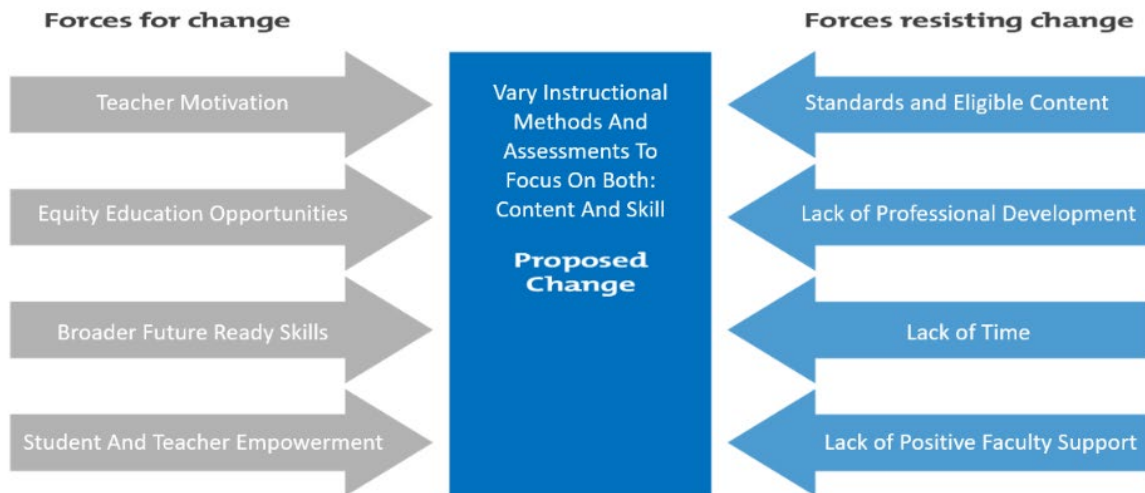 Forces for change
Forces resisting change
Teacher Motivation
Equity Education Opportunities
Broader Future Ready Skills
Student And Teacher Empowerment
Vary Instructional
Methods And
Assessments To
Focus On Both:
Content And Skill
Proposed
Change
Standards and Eligible Content
Lack of Professional Development
Lack of Time
Lack of Positive Faculty Support